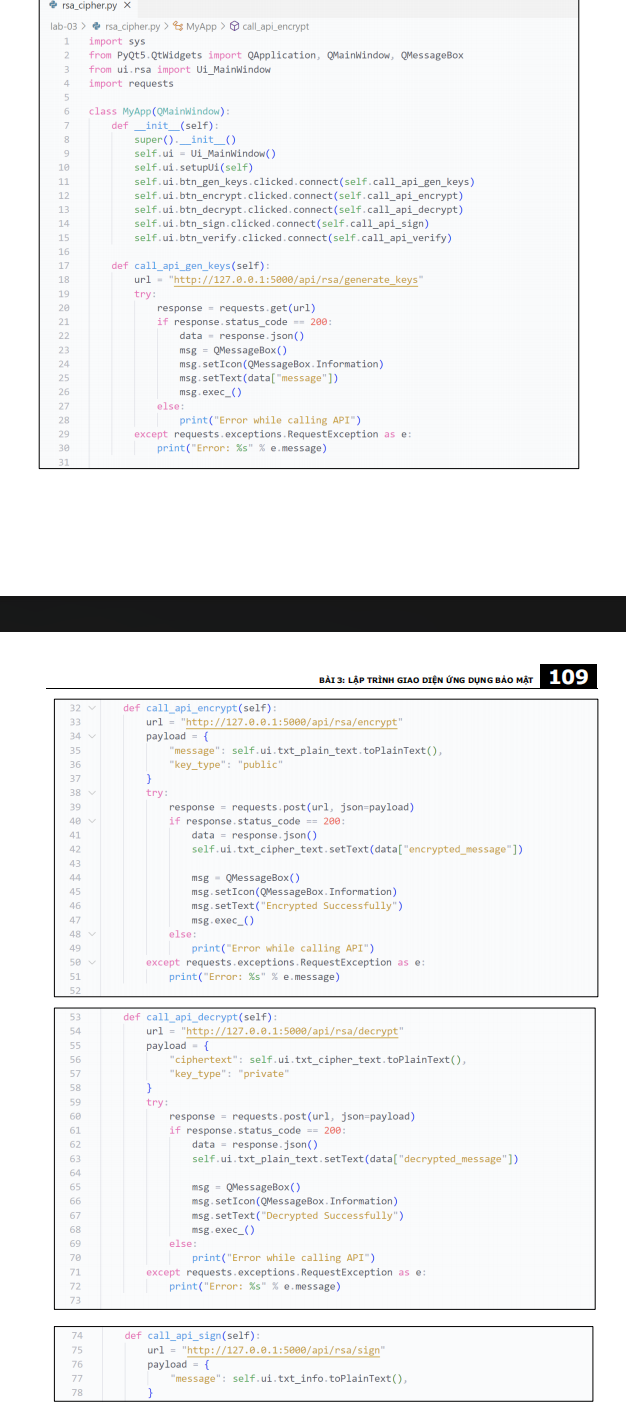 rsa_cipher.py ×
lab-03 > rsa_cipher.py > MyApp > call_api_encrypt
1 import sys
2 from PyQt5.QtWidgets import QApplication, QMainWindow, QMessageBox
3 from ui.rsa import Ui_MainWindow
4 import requests
5
6 class MyApp(QMainWindow):
7     def __init__(self):
8         super().__init__()
9         self.ui = Ui_MainWindow()
10         self.ui.setupUi(self)
11         self.ui.btn_gen_keys.clicked.connect(self.call_api_gen_keys)
12         self.ui.btn_encrypt.clicked.connect(self.call_api_encrypt)
13         self.ui.btn_decrypt.clicked.connect(self.call_api_decrypt)
14         self.ui.btn_sign.clicked.connect(self.call_api_sign)
15         self.ui.btn_verify.clicked.connect(self.call_api_verify)
16
17     def call_api_gen_keys(self):
18         url = "http://127.0.0.1:5000/api/rsa/generate_keys"
19         try:
20             response = requests.get(url)
21             if response.status_code == 200:
22                 data = response.json()
23                 msg = QMessageBox()
24                 msg.setIcon(QMessageBox.Information)
25                 msg.setText(data["message"])
26                 msg.exec_()
27             else:
28                 print("Error while calling API")
29         except requests.exceptions.RequestException as e:
30             print("Error: %s" % e.message)
31
BÀI 3: LẬP TRÌNH GIAO DIỆN ỨNG DỤNG BẢO MẬT 109
32     def call_api_encrypt(self):
33         url = "http://127.0.0.1:5000/api/rsa/encrypt"
34         payload = {
35             "message": self.ui.txt_plain_text.toPlainText(),
36             "key_type": "public"
37         }
38         try:
39             response = requests.post(url, json=payload)
40             if response.status_code == 200:
41                 data = response.json()
42                 self.ui.txt_cipher_text.setText(data["encrypted_message"])
43
44                 msg = QMessageBox()
45                 msg.setIcon(QMessageBox.Information)
46                 msg.setText("Encrypted Successfully")
47                 msg.exec_()
48             else:
49                 print("Error while calling API")
50         except requests.exceptions.RequestException as e:
51             print("Error: %s" % e.message)
52
53     def call_api_decrypt(self):
54         url = "http://127.0.0.1:5000/api/rsa/decrypt"
55         payload = {
56             "ciphertext": self.ui.txt_cipher_text.toPlainText(),
57             "key_type": "private"
58         }
59         try:
60             response = requests.post(url, json=payload)
61             if response.status_code == 200:
62                 data = response.json()
63                 self.ui.txt_plain_text.setText(data["decrypted_message"])
64
65                 msg = QMessageBox()
66                 msg.setIcon(QMessageBox.Information)
67                 msg.setText("Decrypted Successfully")
68                 msg.exec_()
69             else:
70                 print("Error while calling API")
71         except requests.exceptions.RequestException as e:
72             print("Error: %s" % e.message)
73
74     def call_api_sign(self):
75         url = "http://127.0.0.1:5000/api/rsa/sign"
76         payload = {
77             "message": self.ui.txt_info.toPlainText(),
78         }